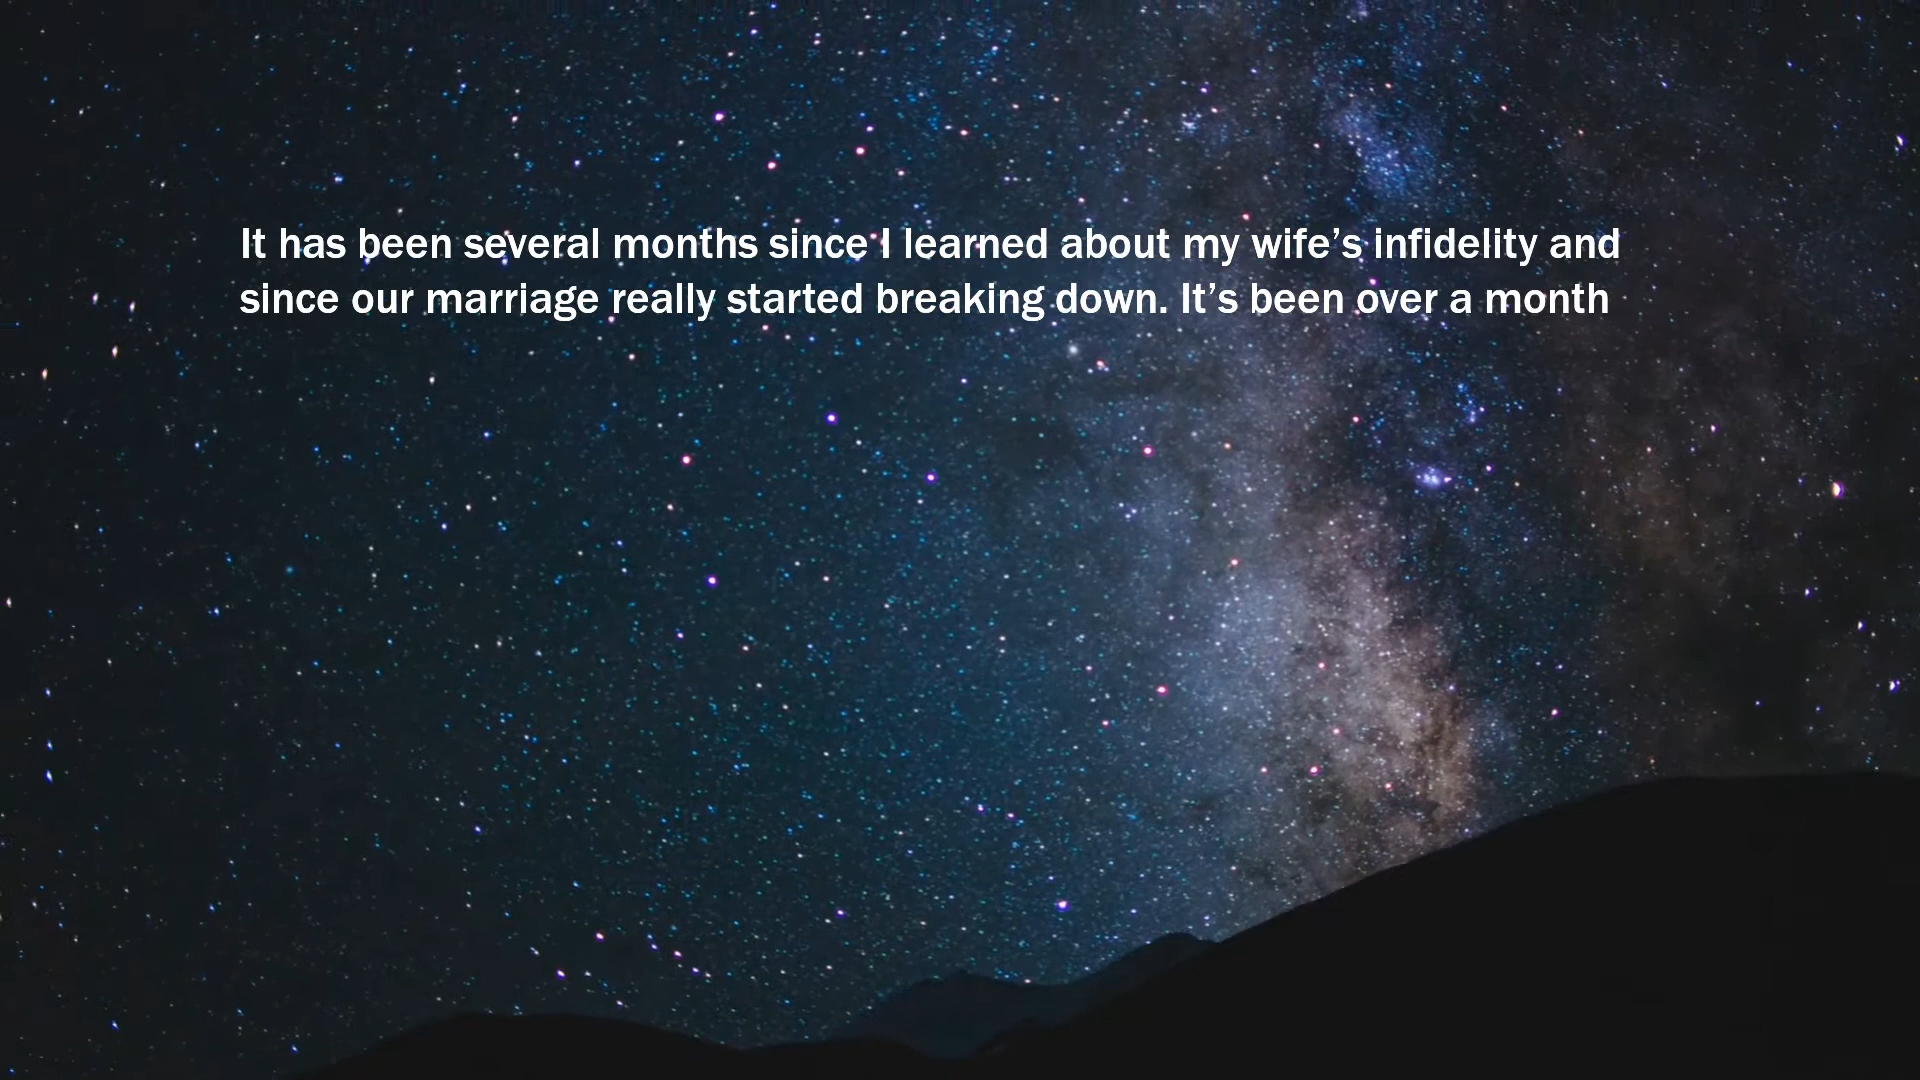 It has been several months since I learned about my wife’s infidelity and
since our marriage really started breaking down. It’s been over a month